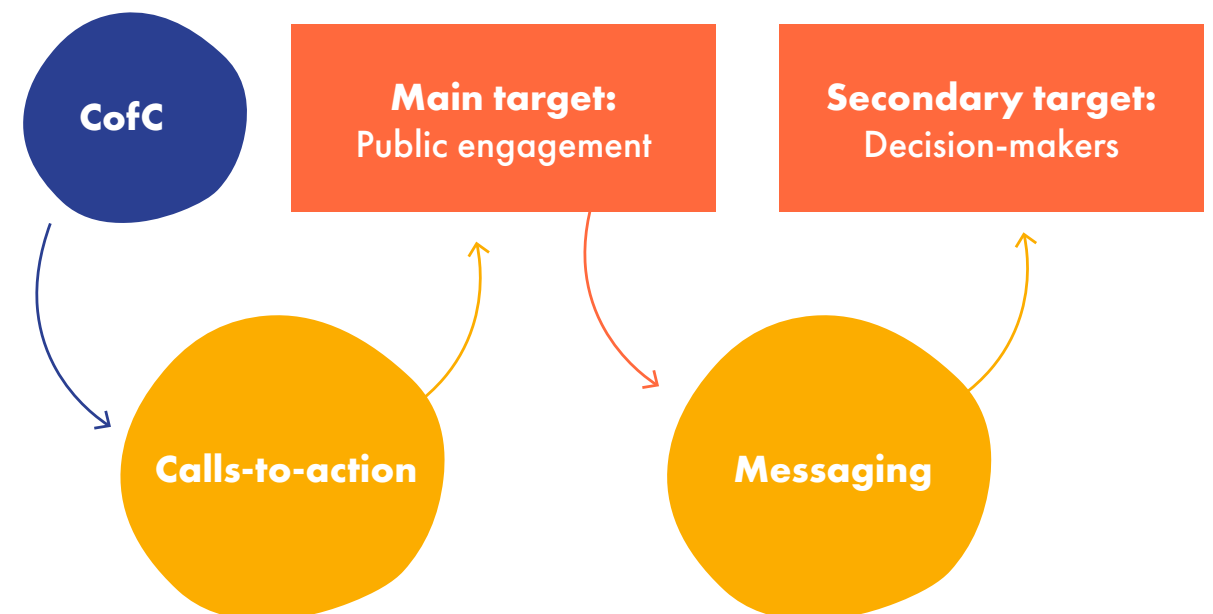 CofC
Main target:
Public engagement
Secondary target:
Decision-makers
Calls-to-action
Messaging